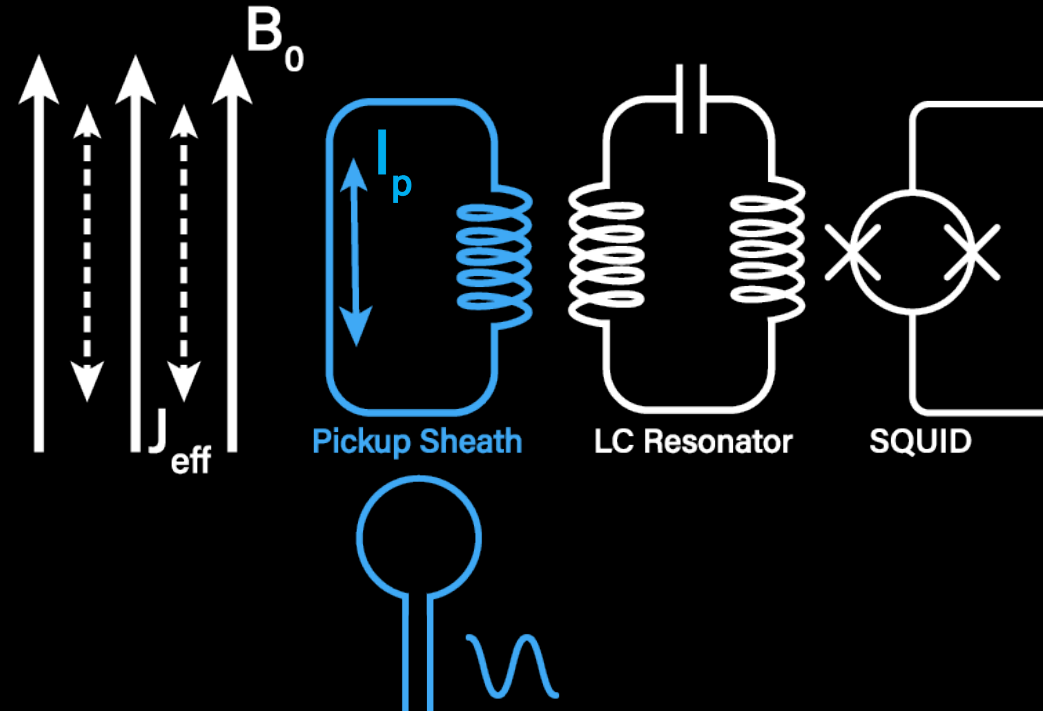 B0
Ip
Jeff
Pickup Sheath
LC Resonator
SQUID